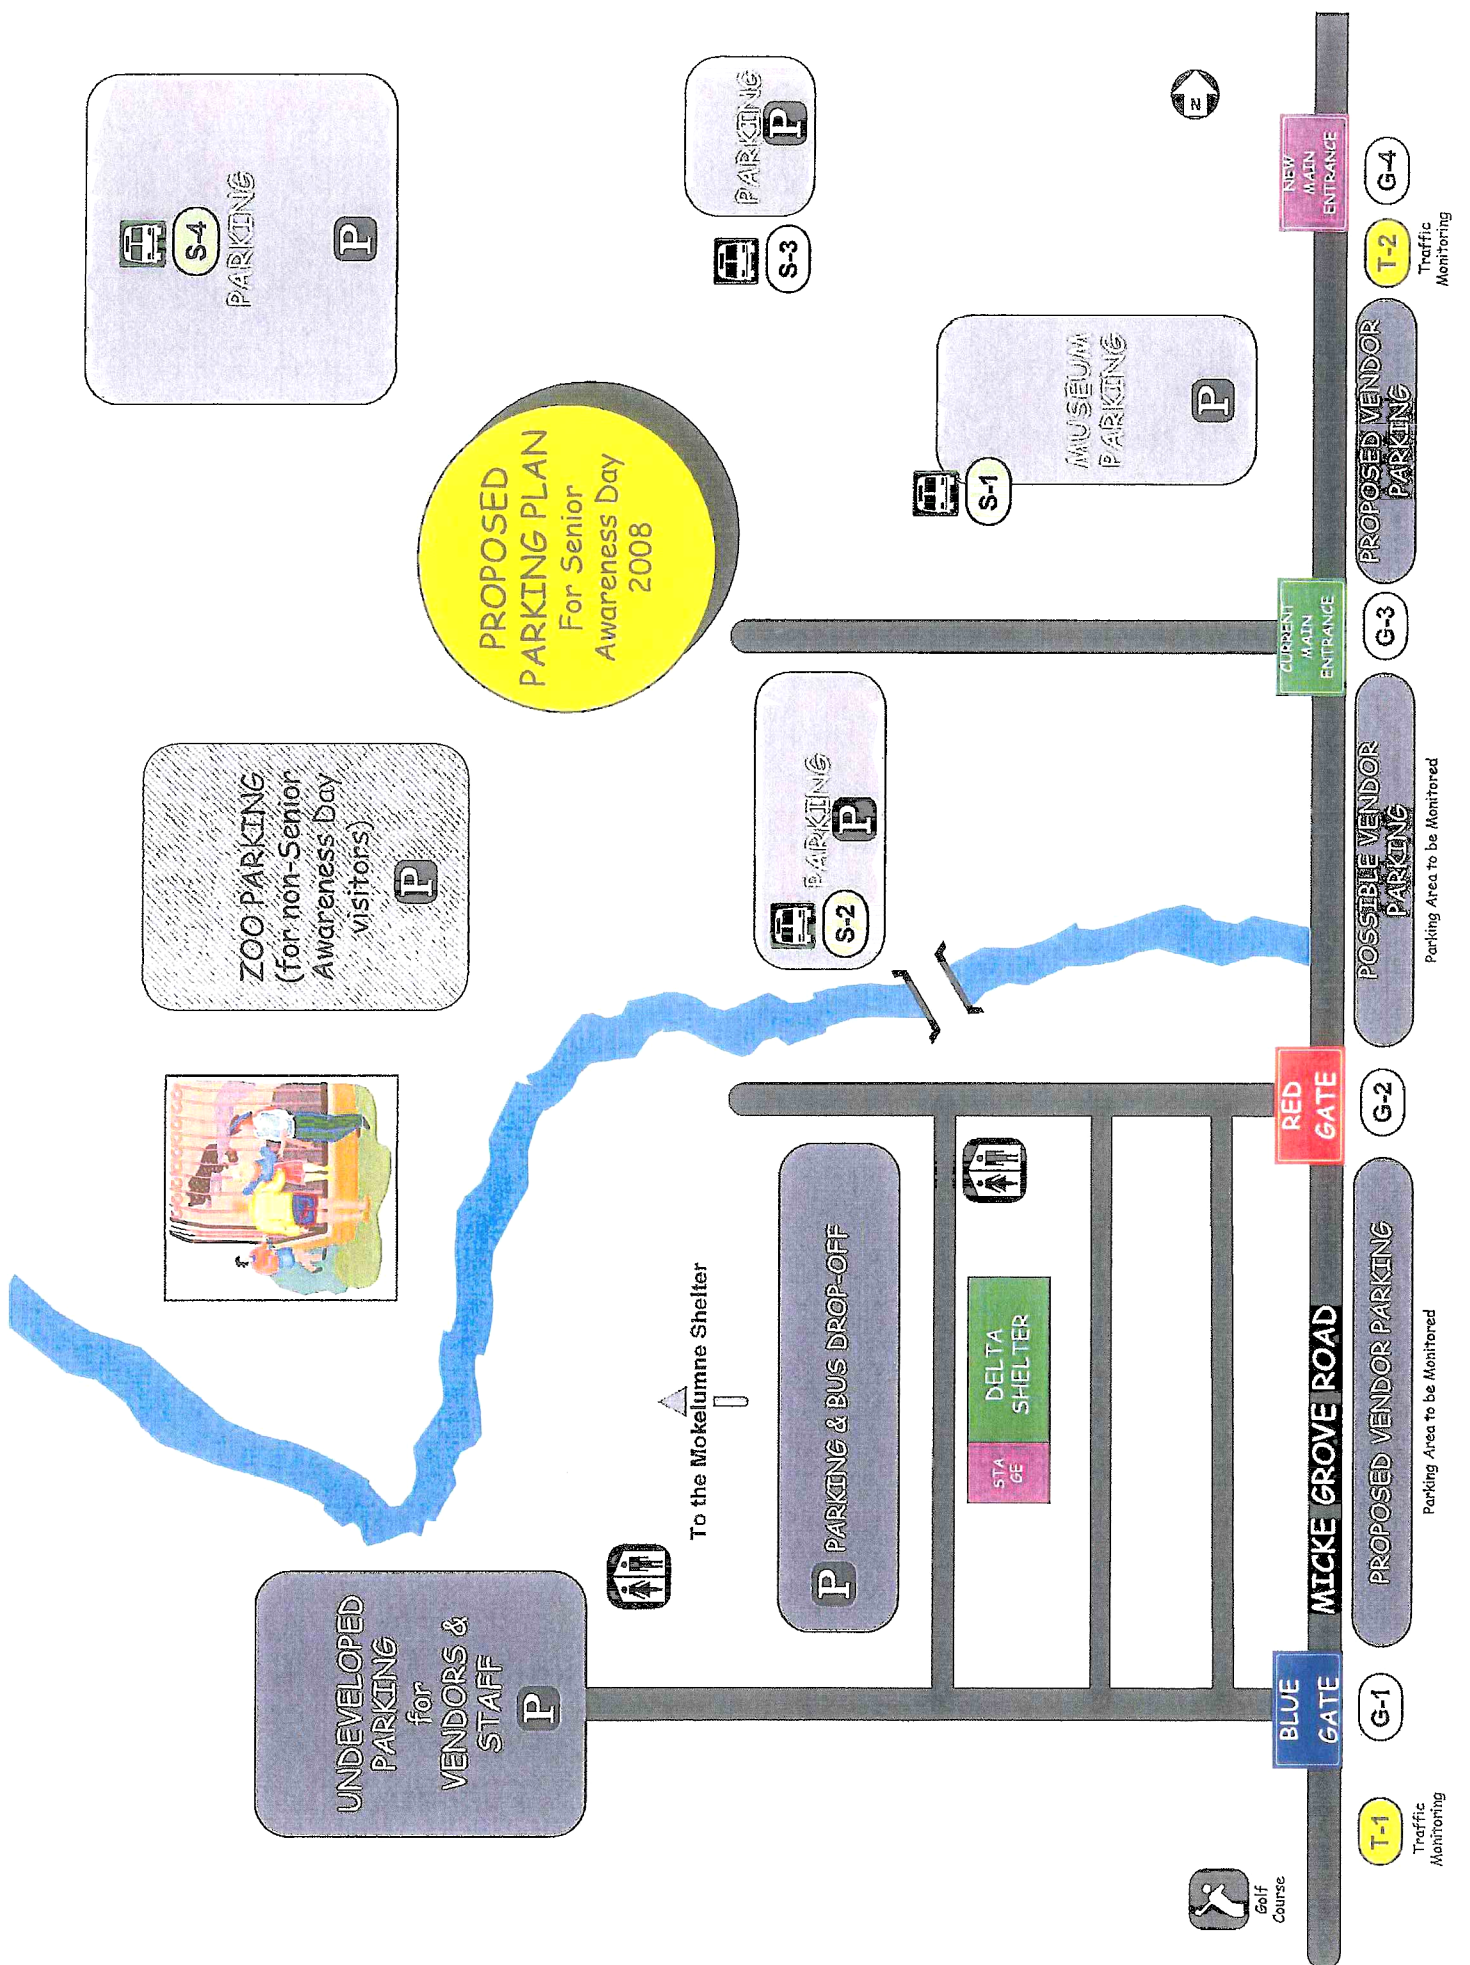 S-4
PARKING
P
PARKING
P
S-3
N
NEW
MAIN
ENTRANCE
G-4
T-2
Traffic
Monitoring
PROPOSED
PARKING PLAN
For Senior
Awareness Day
2008
MUSEUM
PARKING
P
S-1
PROPOSED VENDOR
PARKING
CURRENT
MAIN
ENTRANCE
G-3
ZOO PARKING
(for non-Senior
Awareness Day
visitors)
P
PARKING
P
S-2
POSSIBLE VENDOR
PARKING
Parking Area to be Monitored
RED
GATE
G-2
To the Mokelumne Shelter
P PARKING & BUS DROP-OFF
DELTA
SHELTER
STA
GE
MICKE GROVE ROAD
PROPOSED VENDOR PARKING
Parking Area to be Monitored
UNDEVELOPED
PARKING
for
VENDORS &
STAFF
P
BLUE
GATE
G-1
T-1
Traffic
Monitoring
Golf
Course